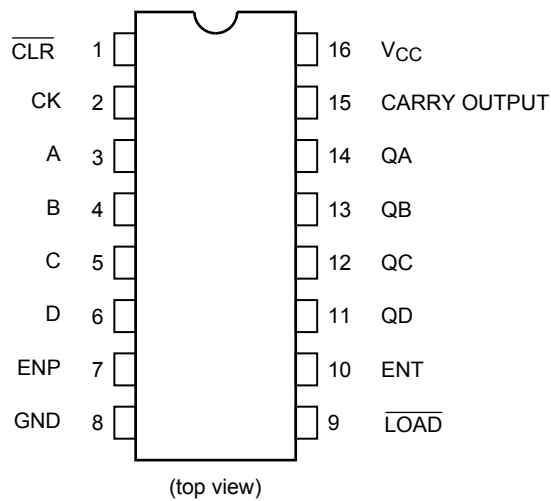 CLR 1 16 VCC
CK 2 15 CARRY OUTPUT
A 3 14 QA
B 4 13 QB
C 5 12 QC
D 6 11 QD
ENP 7 10 ENT
GND 8 9 LOAD
(top view)